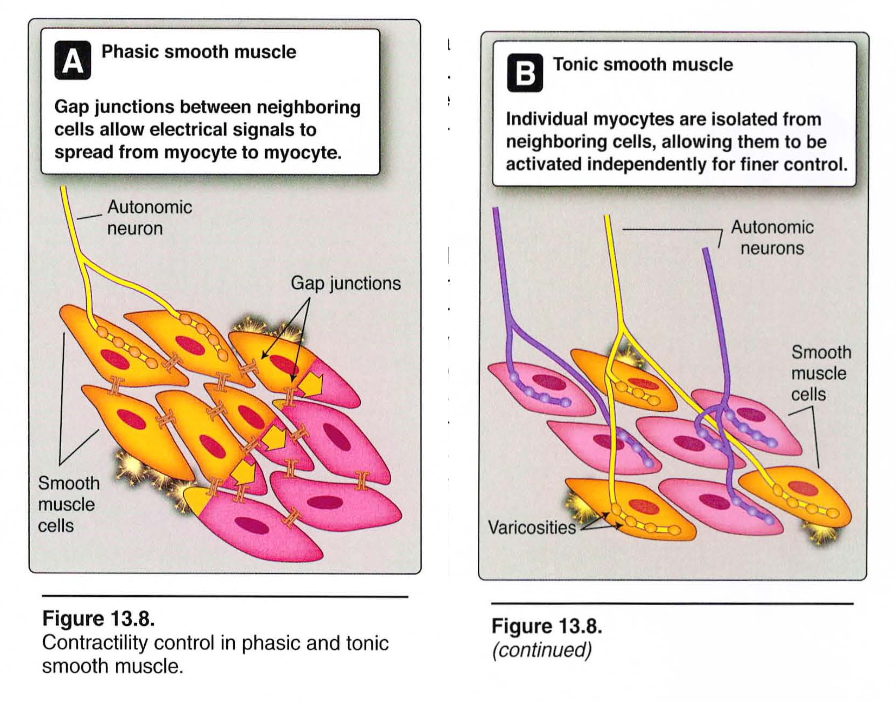 A Phasic smooth muscle
Gap junctions between neighboring
cells allow electrical signals to
spread from myocyte to myocyte.
Autonomic
neuron
Gap junctions
Smooth
muscle
cells
Figure 13.8.
Contractility control in phasic and tonic
smooth muscle.
B Tonic smooth muscle
Individual myocytes are isolated from
neighboring cells, allowing them to be
activated independently for finer control.
Autonomic
neurons
Smooth
muscle
cells
Varicosities
Figure 13.8.
(continued)